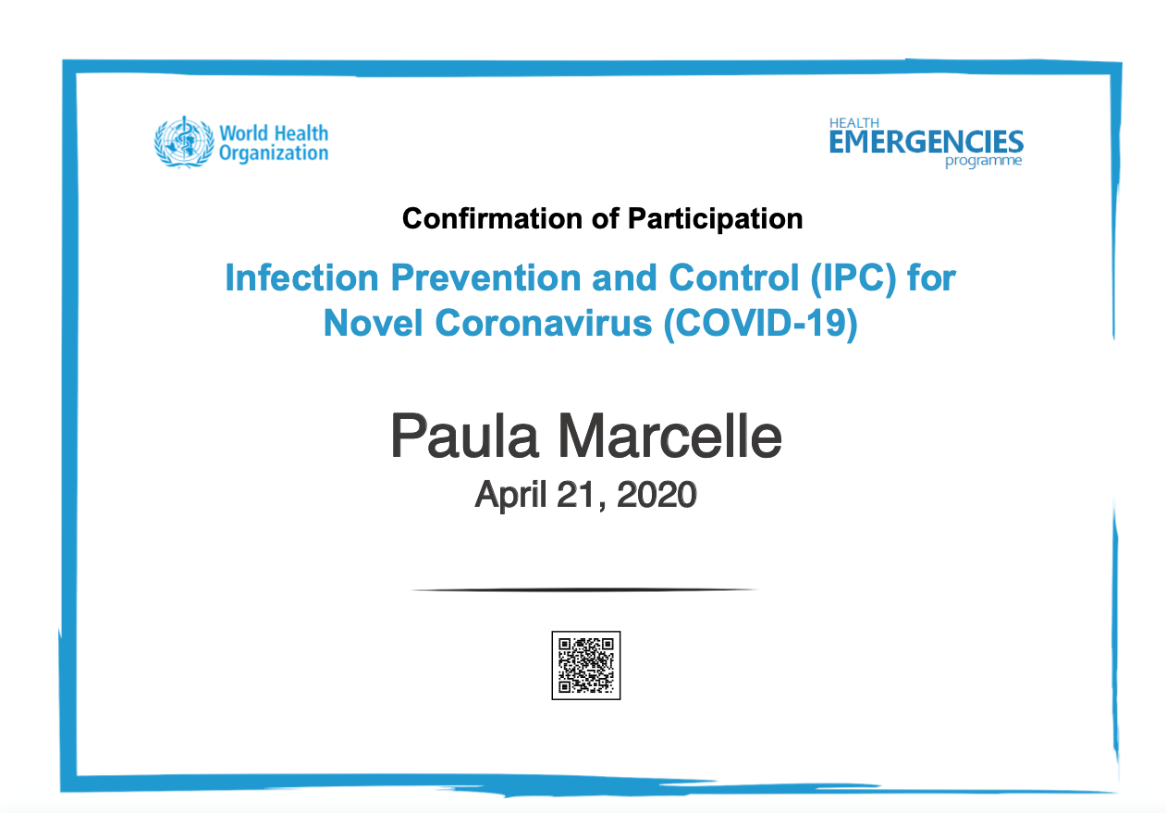 World Health
Organization
HEALTH
EMERGENCIES
programme
Confirmation of Participation
Infection Prevention and Control (IPC) for
Novel Coronavirus (COVID-19)
Paula Marcelle
April 21, 2020